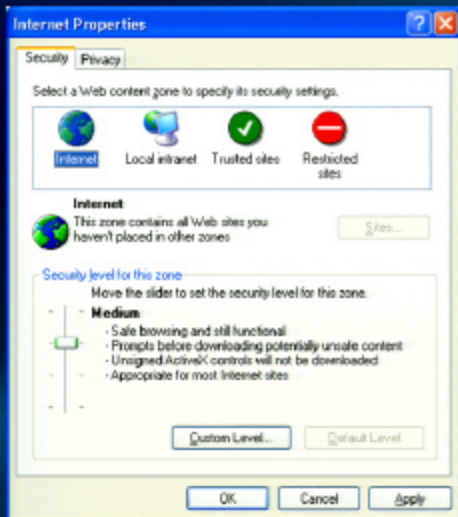 Internet Properties
Security Privacy
Select a Web content zone to specify its security settings.
Internet Local intranet Trusted sites Restricted sites
Internet
This zone contains all Web sites you
haven't placed in other zones
Sites...
Security level for this zone
Move the slider to set the security level for this zone.
Medium
- Safe browsing and still functional
- Prompts before downloading potentially unsafe content
- Unsigned ActiveX controls will not be downloaded
- Appropriate for most Internet sites
Custom Level... Default Level
OK Cancel Apply